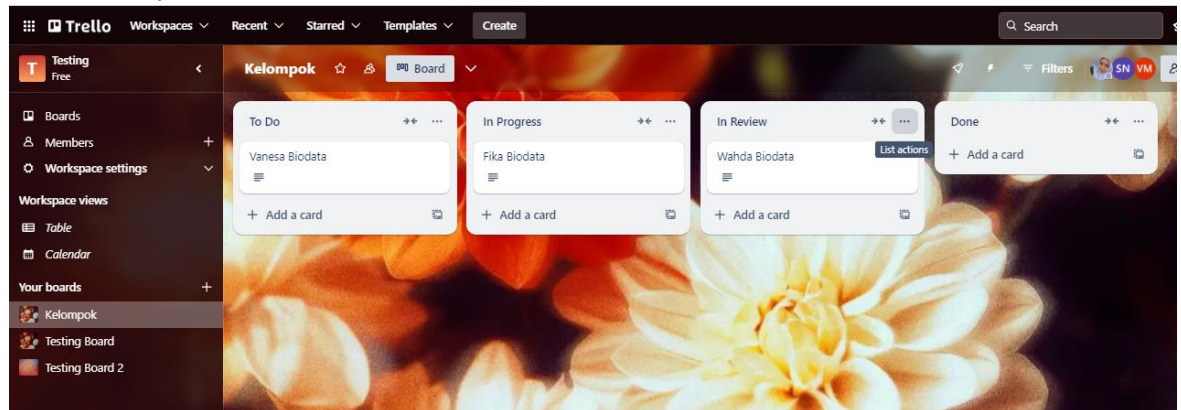 Trello Workspaces Recent Starred Templates Create Search
T Testing
Free
Kelompok Board Filters SN VM
Boards
Members
Workspace settings
Workspace views
Table
Calendar
Your boards
Kelompok
Testing Board
Testing Board 2
To Do
Vanesa Biodata
+ Add a card
In Progress
Fika Biodata
+ Add a card
In Review
List actions
Wahda Biodata
+ Add a card
Done
+ Add a card